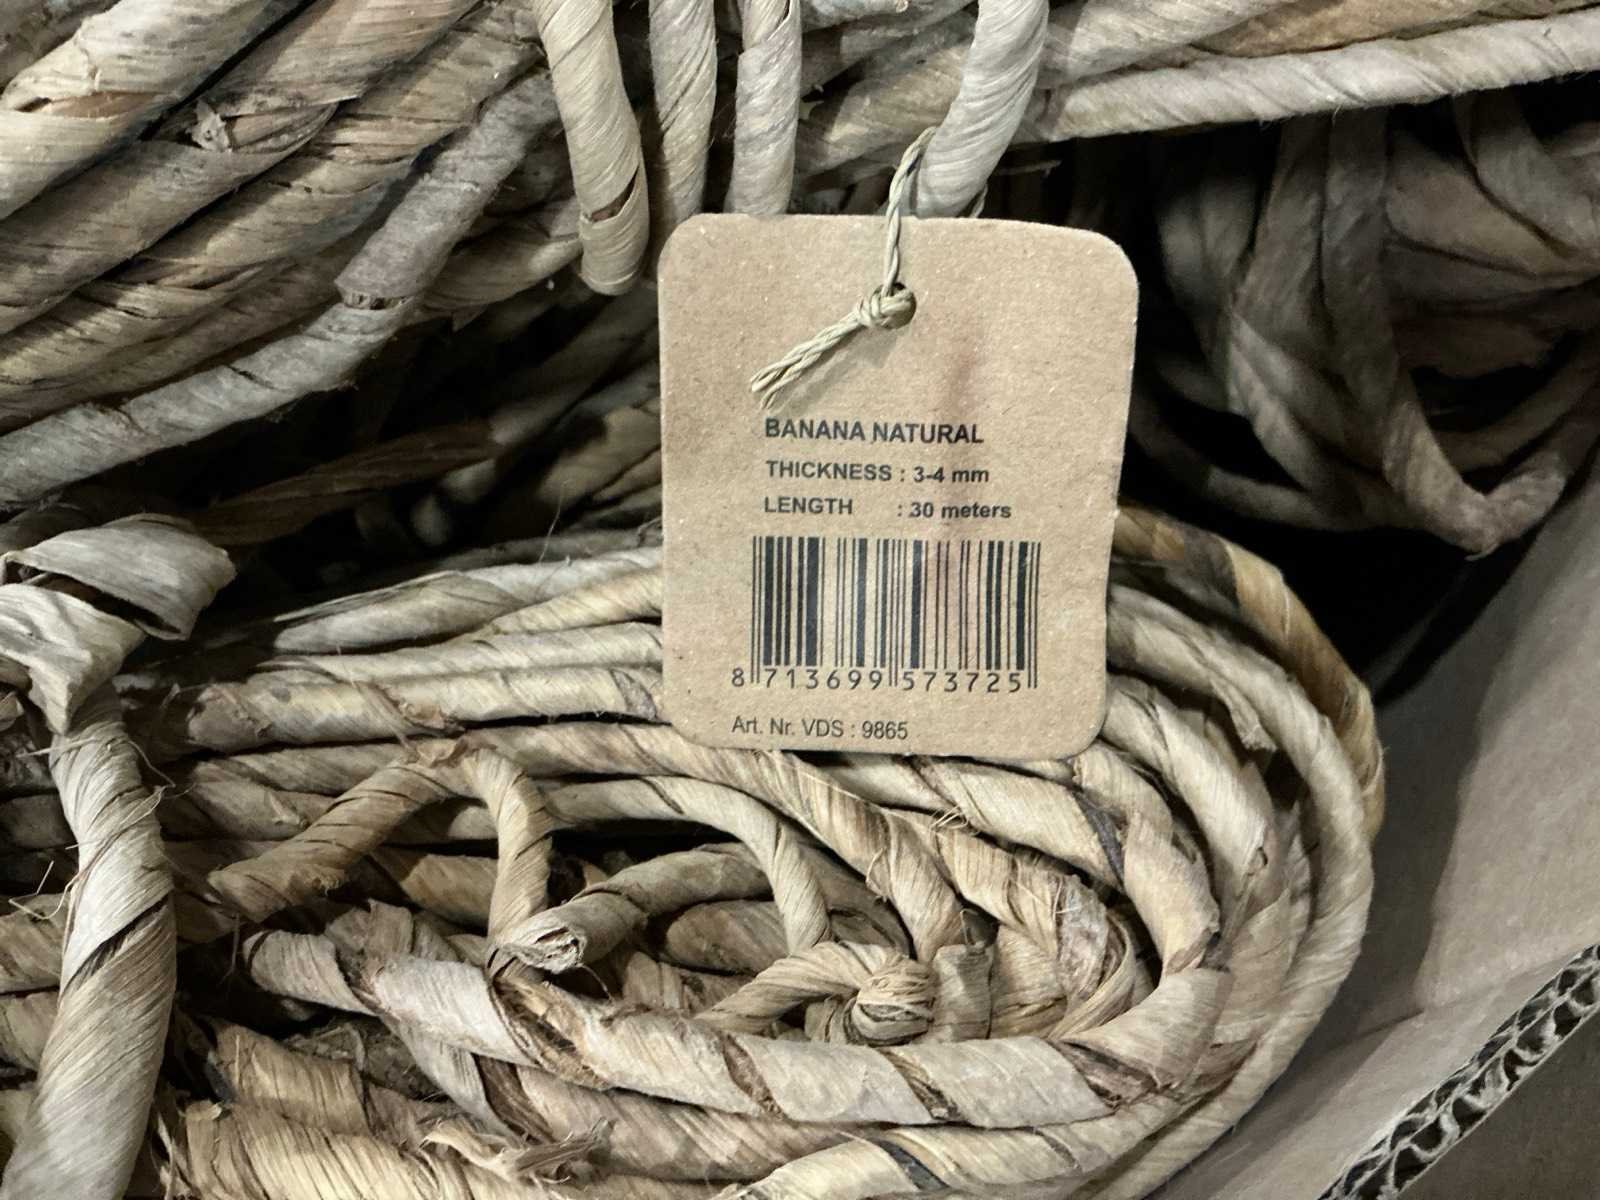 BANANA NATURAL
THICKNESS : 3-4 mm
LENGTH : 30 meters
8 713699 573725
Art. Nr. VDS : 9865